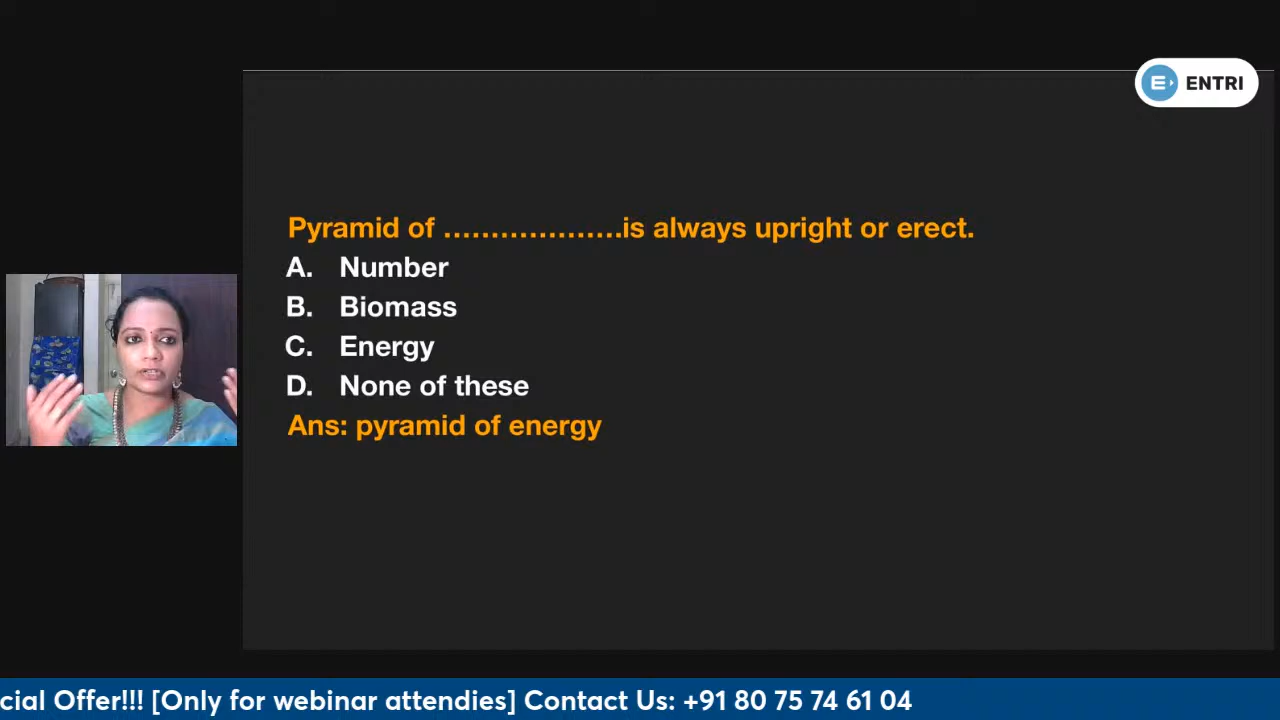 ENTRI
Pyramid of ………………..is always upright or erect.
A. Number
B. Biomass
C. Energy
D. None of these
Ans: pyramid of energy
cial Offer!!! [Only for webinar attendies] Contact Us: +91 80 75 74 61 04